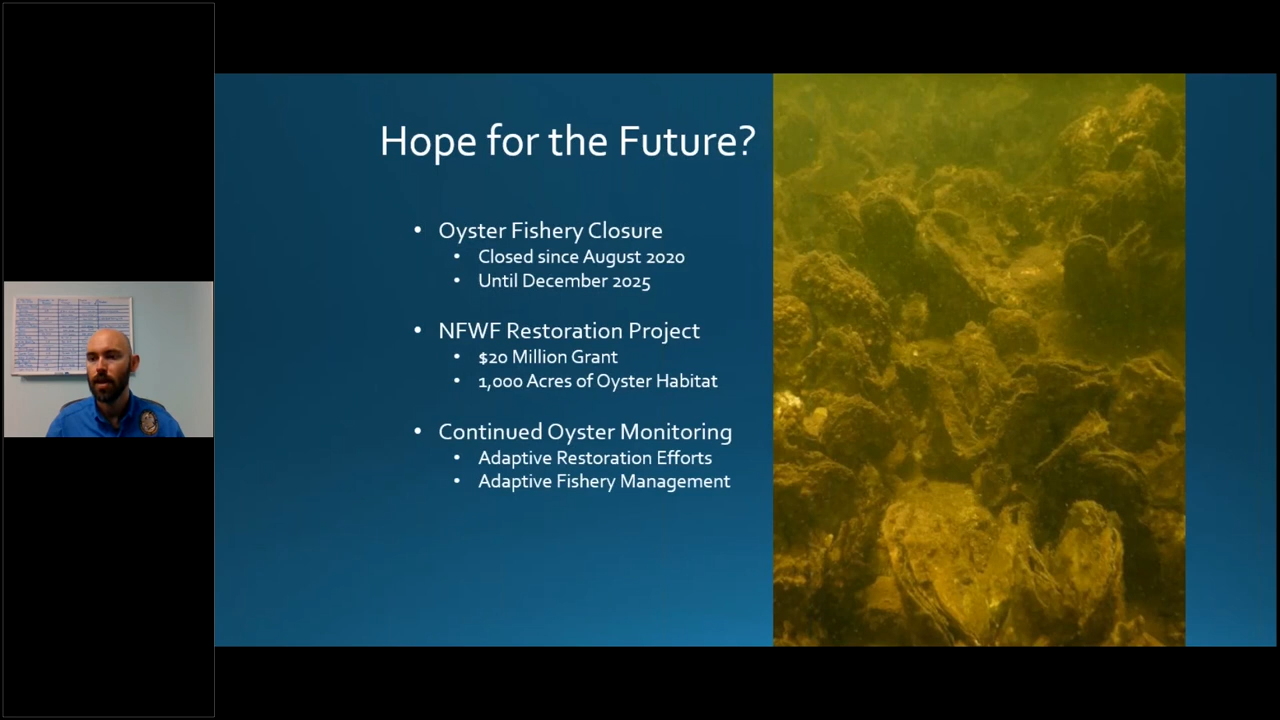 Hope for the Future?
• Oyster Fishery Closure
• Closed since August 2020
• Until December 2025
• NFWF Restoration Project
• $20 Million Grant
• 1,000 Acres of Oyster Habitat
• Continued Oyster Monitoring
• Adaptive Restoration Efforts
• Adaptive Fishery Management